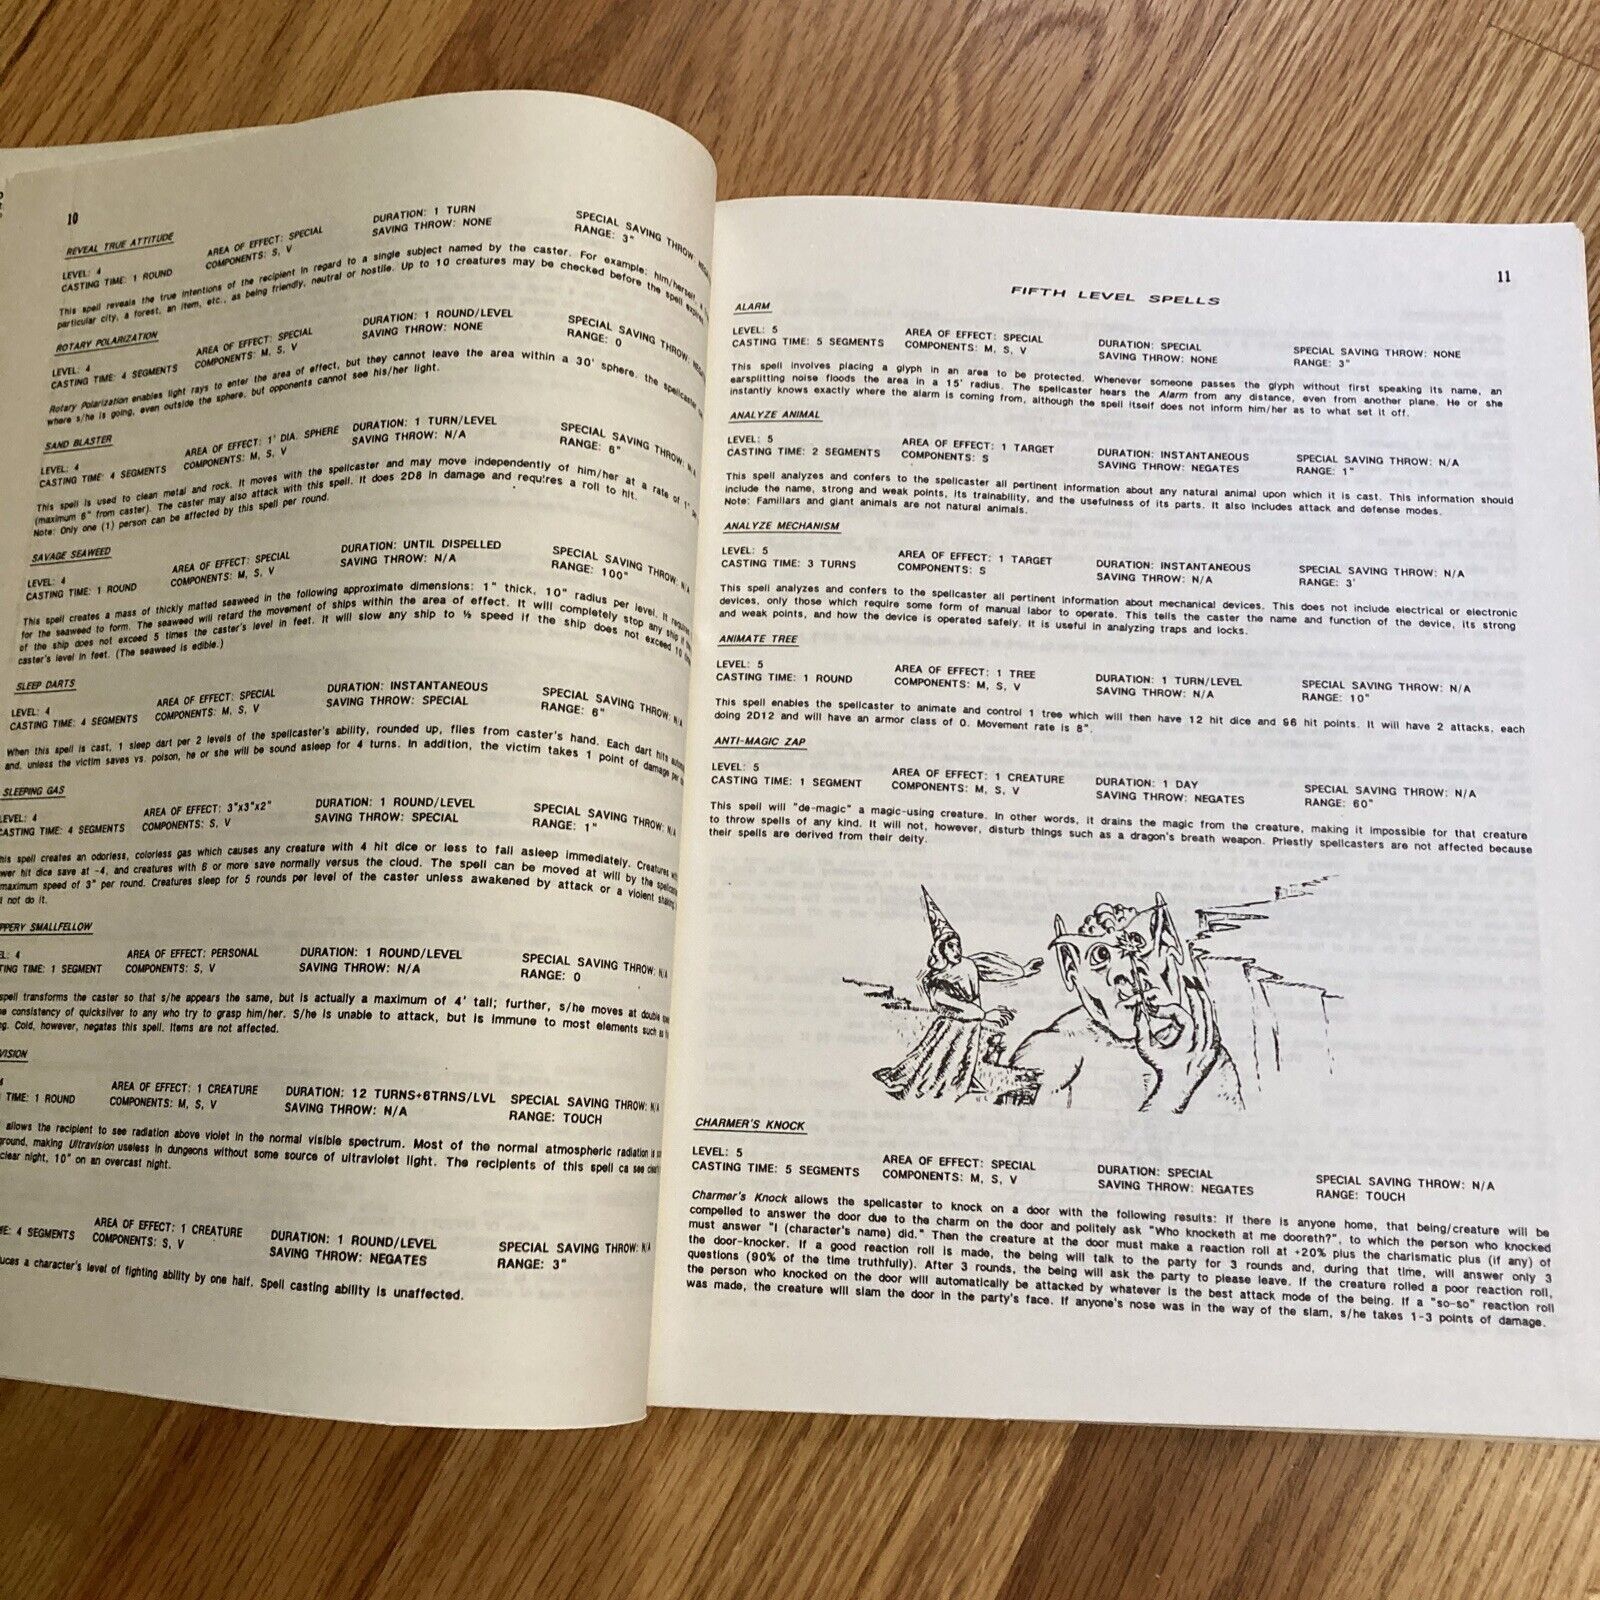 10
REVEAL TRUE ATTITUDE
LEVEL: 4 AREA OF EFFECT: SPECIAL DURATION: 1 TURN SPECIAL SAVING THROW:
CASTING TIME: 1 ROUND COMPONENTS: S, V SAVING THROW: NONE RANGE: 3"
This spell reveals the true intentions of the recipient in regard to a single subject named by the caster. For example: him/herself, a
particular city, a forest, an item, etc., as being friendly, neutral or hostile. Up to 10 creatures may be checked before the spell expires.
ROTARY POLARIZATION
LEVEL: 4 AREA OF EFFECT: SPECIAL DURATION: 1 ROUND/LEVEL SPECIAL SAVING THROW:
CASTING TIME: 4 SEGMENTS COMPONENTS: M, S, V SAVING THROW: NONE RANGE: 0
Rotary Polarization enables light rays to enter the area of effect, but they cannot leave the area within a 30' sphere. the spellcaster
where s/he is going, even outside the sphere, but opponents cannot see his/her light.
SAND BLASTER
LEVEL: 4 AREA OF EFFECT: 1' DIA. SPHERE DURATION: 1 TURN/LEVEL SPECIAL SAVING THROW: N/A
CASTING TIME: 4 SEGMENTS COMPONENTS: M, S, V SAVING THROW: N/A RANGE: 6"
This spell is used to clean metal and rock. It moves with the spellcaster and may move independently of him/her at a rate of 1"
(maximum 6" from caster). The caster may also attack with this spell. It does 2D8 in damage and requires a roll to hit.
Note: Only one (1) person can be affected by this spell per round.
SAVAGE SEAWEED
LEVEL: 4 AREA OF EFFECT: SPECIAL DURATION: UNTIL DISPELLED SPECIAL SAVING THROW: N/A
CASTING TIME: 1 ROUND COMPONENTS: M, S, V SAVING THROW: N/A RANGE: 100"
This spell creates a mass of thickly matted seaweed in the following approximate dimensions: 1" thick, 10" radius per level. It requires
for the seaweed to form. The seaweed will retard the movement of ships within the area of effect. It will completely stop any ship if
of the ship does not exceed 5 times the caster's level in feet. It will slow any ship to ½ speed if the ship does not exceed 10
caster's level in feet. (The seaweed is edible.)
SLEEP DARTS
LEVEL: 4 AREA OF EFFECT: SPECIAL DURATION: INSTANTANEOUS SPECIAL SAVING THROW: N/A
CASTING TIME: 4 SEGMENTS COMPONENTS: M, S, V SAVING THROW: SPECIAL RANGE: 6"
When this spell is cast, 1 sleep dart per 2 levels of the spellcaster's ability, rounded up, flies from caster's hand. Each dart hits
and, unless the victim saves vs. poison, he or she will be sound asleep for 4 turns. In addition, the victim takes 1 point of damage per
SLEEPING GAS
LEVEL: 4 AREA OF EFFECT: 3"x3"x2" DURATION: 1 ROUND/LEVEL SPECIAL SAVING THROW: N/A
CASTING TIME: 4 SEGMENTS COMPONENTS: S, V SAVING THROW: SPECIAL RANGE: 1"
his spell creates an odorless, colorless gas which causes any creature with 4 hit dice or less to fall asleep immediately. Creatures
wer hit dice save at -4, and creatures with 6 or more save normally versus the cloud. The spell can be moved at will by the
maximum speed of 3" per round. Creatures sleep for 5 rounds per level of the caster unless awakened by attack or a violent shaking.
not do it.
PPERY SMALLFELLOW
EL: 4 AREA OF EFFECT: PERSONAL DURATION: 1 ROUND/LEVEL SPECIAL SAVING THROW: N/A
TING TIME: 1 SEGMENT COMPONENTS: S, V SAVING THROW: N/A RANGE: 0
spell transforms the caster so that s/he appears the same, but is actually a maximum of 4' tall; further, s/he moves at double
e consistency of quicksilver to any who try to grasp him/her. S/he is unable to attack, but is immune to most elements such as
ng. Cold, however, negates this spell. Items are not affected.
VISION
4 AREA OF EFFECT: 1 CREATURE DURATION: 12 TURNS+6TRNS/LVL SPECIAL SAVING THROW: N/A
TIME: 1 ROUND COMPONENTS: M, S, V SAVING THROW: N/A RANGE: TOUCH
allows the recipient to see radiation above violet in the normal visible spectrum. Most of the normal atmospheric radiation is
ground, making Ultravision useless in dungeons without some source of ultraviolet light. The recipients of this spell ca see
clear night, 10" on an overcast night.
AREA OF EFFECT: 1 CREATURE DURATION: 1 ROUND/LEVEL SPECIAL SAVING THROW: N/A
ME: 4 SEGMENTS COMPONENTS: S, V SAVING THROW: NEGATES RANGE: 3"
uces a character's level of fighting ability by one half. Spell casting ability is unaffected.
11
FIFTH LEVEL SPELLS
ALARM
LEVEL: 5 AREA OF EFFECT: SPECIAL DURATION: SPECIAL SPECIAL SAVING THROW: NONE
CASTING TIME: 5 SEGMENTS COMPONENTS: M, S, V SAVING THROW: NONE RANGE: 3"
This spell involves placing a glyph in an area to be protected. Whenever someone passes the glyph without first speaking its name, an
earsplitting noise floods the area in a 15' radius. The spellcaster hears the Alarm from any distance, even from another plane. He or she
instantly knows exactly where the alarm is coming from, although the spell itself does not inform him/her as to what set it off.
ANALYZE ANIMAL
LEVEL: 5 AREA OF EFFECT: 1 TARGET DURATION: INSTANTANEOUS SPECIAL SAVING THROW: N/A
CASTING TIME: 2 SEGMENTS COMPONENTS: S SAVING THROW: NEGATES RANGE: 1"
This spell analyzes and confers to the spellcaster all pertinent information about any natural animal upon which it is cast. This information should
include the name, strong and weak points, its trainability, and the usefulness of its parts. It also includes attack and defense modes.
Note: Familiars and giant animals are not natural animals.
ANALYZE MECHANISM
LEVEL: 5 AREA OF EFFECT: 1 TARGET DURATION: INSTANTANEOUS SPECIAL SAVING THROW: N/A
CASTING TIME: 3 TURNS COMPONENTS: S SAVING THROW: N/A RANGE: 3'
This spell analyzes and confers to the spellcaster all pertinent information about mechanical devices. This does not include electrical or electronic
devices, only those which require some form of manual labor to operate. This tells the caster the name and function of the device, its strong
and weak points, and how the device is operated safely. It is useful in analyzing traps and locks.
ANIMATE TREE
LEVEL: 5 AREA OF EFFECT: 1 TREE DURATION: 1 TURN/LEVEL SPECIAL SAVING THROW: N/A
CASTING TIME: 1 ROUND COMPONENTS: M, S, V SAVING THROW: N/A RANGE: 10"
This spell enables the spellcaster to animate and control 1 tree which will then have 12 hit dice and 96 hit points. It will have 2 attacks, each
doing 2D12 and will have an armor class of 0. Movement rate is 8".
ANTI-MAGIC ZAP
LEVEL: 5 AREA OF EFFECT: 1 CREATURE DURATION: 1 DAY SPECIAL SAVING THROW: N/A
CASTING TIME: 1 SEGMENT COMPONENTS: M, S, V SAVING THROW: NEGATES RANGE: 60"
This spell will "de-magic" a magic-using creature. In other words, it drains the magic from the creature, making it impossible for that creature
to throw spells of any kind. It will not, however, disturb things such as a dragon's breath weapon. Priestly spellcasters are not affected because
their spells are derived from their deity.
CHARMER'S KNOCK
LEVEL: 5 AREA OF EFFECT: SPECIAL DURATION: SPECIAL SPECIAL SAVING THROW: N/A
CASTING TIME: 5 SEGMENTS COMPONENTS: M, S, V SAVING THROW: NEGATES RANGE: TOUCH
Charmer's Knock allows the spellcaster to knock on a door with the following results: If there is anyone home, that being/creature will be
compelled to answer the door due to the charm on the door and politely ask "Who knocketh at me dooreth?", to which the person who knocked
must answer "I (character's name) did." Then the creature at the door must make a reaction roll at +20% plus the charismatic plus (if any) of
the door-knocker. If a good reaction roll is made, the being will talk to the party for 3 rounds and, during that time, will answer only 3
questions (90% of the time truthfully). After 3 rounds, the being will ask the party to please leave. If the creature rolled a poor reaction roll,
the person who knocked on the door will automatically be attacked by whatever is the best attack mode of the being. If a "so-so" reaction roll
was made, the creature will slam the door in the party's face. If anyone's nose was in the way of the slam, s/he takes 1-3 points of damage.